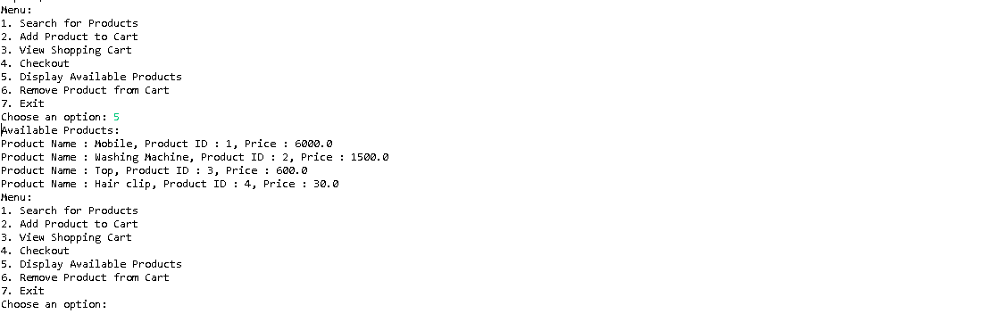 Menu:
1. Search for Products
2. Add Product to Cart
3. View Shopping Cart
4. Checkout
5. Display Available Products
6. Remove Product from Cart
7. Exit
Choose an option: 5
Available Products:
Product Name : Mobile, Product ID : 1, Price : 6000.0
Product Name : Washing Machine, Product ID : 2, Price : 1500.0
Product Name : Top, Product ID : 3, Price : 600.0
Product Name : Hair clip, Product ID : 4, Price : 30.0
Menu:
1. Search for Products
2. Add Product to Cart
3. View Shopping Cart
4. Checkout
5. Display Available Products
6. Remove Product from Cart
7. Exit
Choose an option: